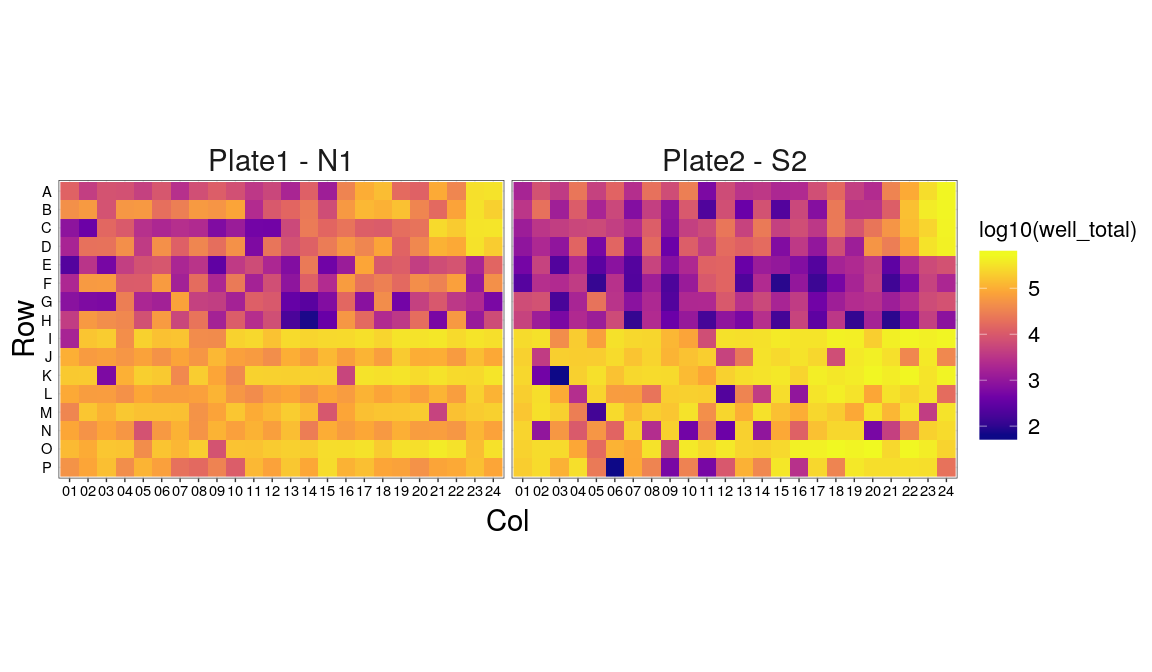 Plate1 - N1
Plate2 - S2
Row
A
B
C
D
E
F
G
H
I
J
K
L
M
N
O
P
01 02 03 04 05 06 07 08 09 10 11 12 13 14 15 16 17 18 19 20 21 22 23 24
01 02 03 04 05 06 07 08 09 10 11 12 13 14 15 16 17 18 19 20 21 22 23 24
Col
log10(well_total)
5
4
3
2